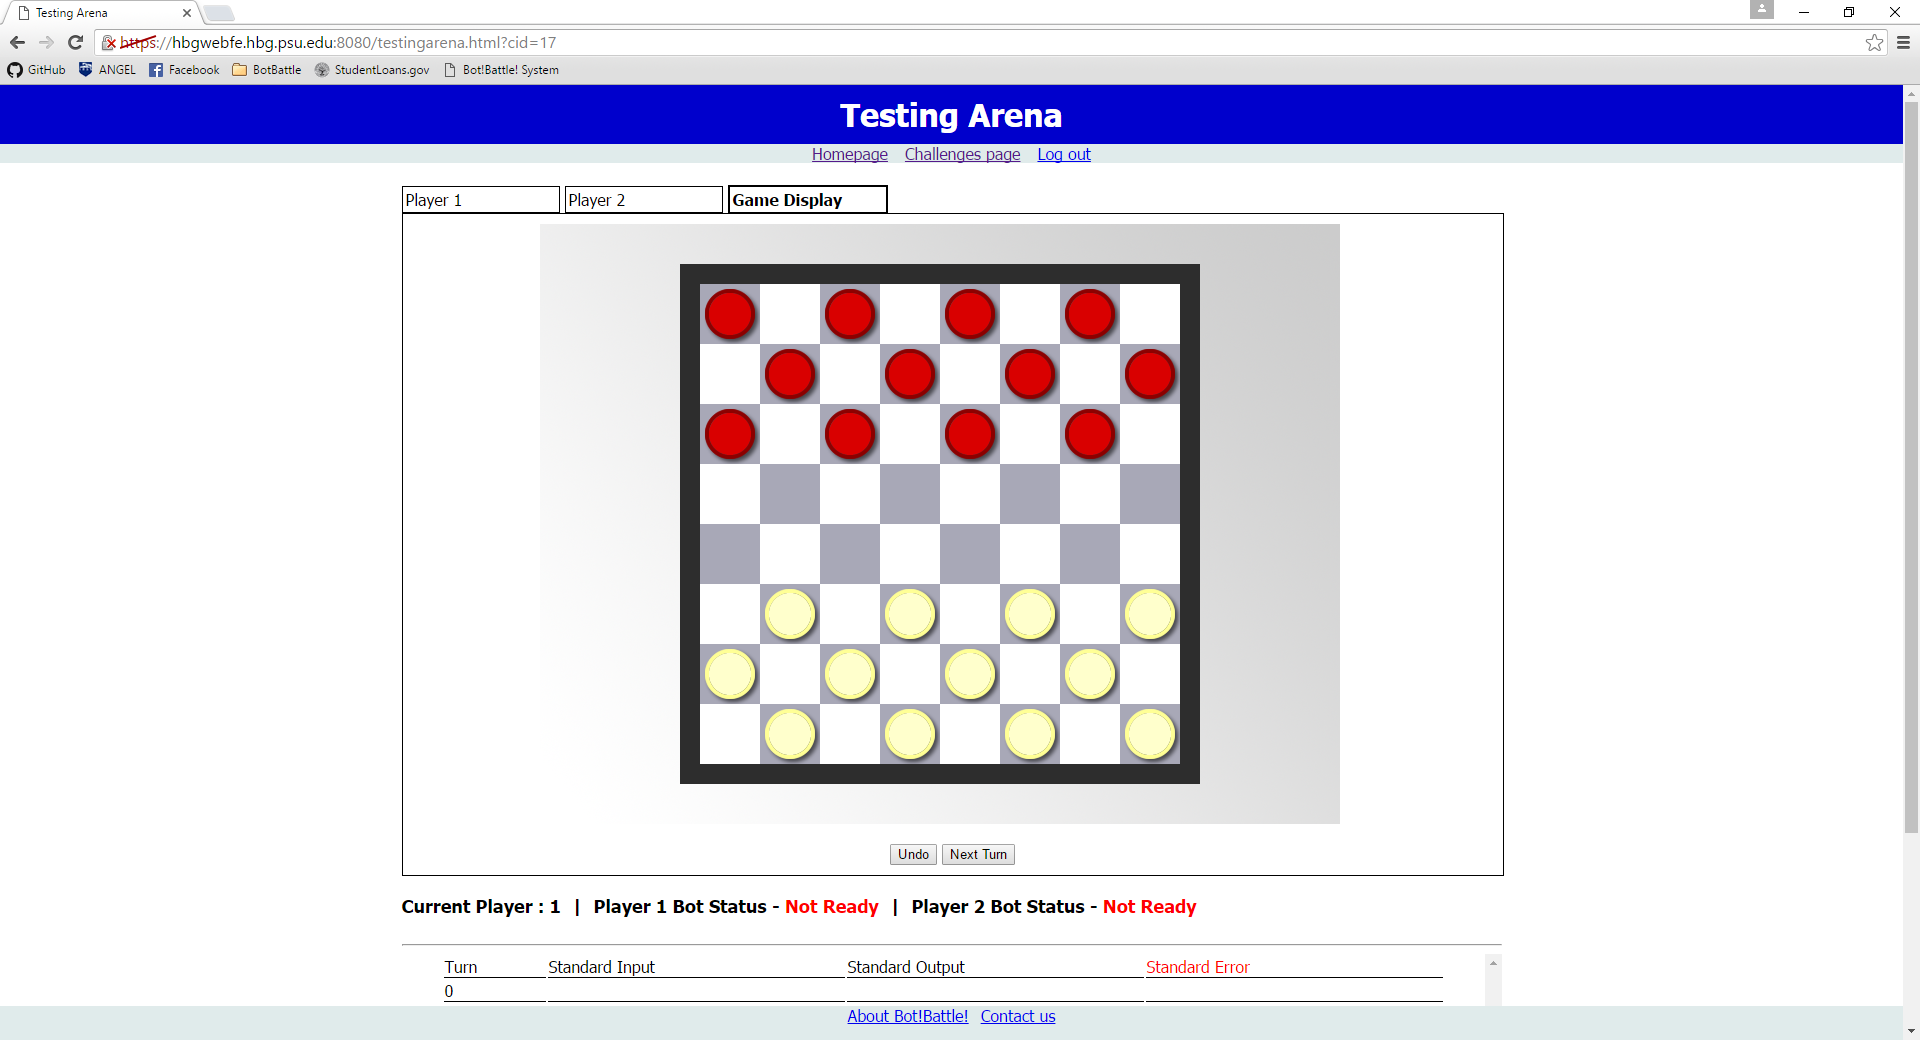 Testing Arena
https://hbgwebfe.hbg.psu.edu:8080/testingarena.html?cid=17
GitHub ANGEL Facebook BotBattle StudentLoans.gov Bot!Battle! System
Testing Arena
Homepage Challenges page Log out
Player 1 Player 2 Game Display
Undo Next Turn
Current Player : 1 | Player 1 Bot Status - Not Ready | Player 2 Bot Status - Not Ready
Turn Standard Input Standard Output Standard Error
0
About Bot!Battle! Contact us